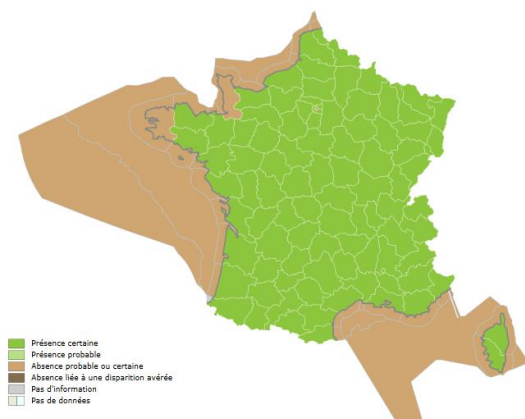 Présence certaine
Présence probable
Absence probable ou certaine
Absence liée à une disparition avérée
Pas d'information
Pas de données